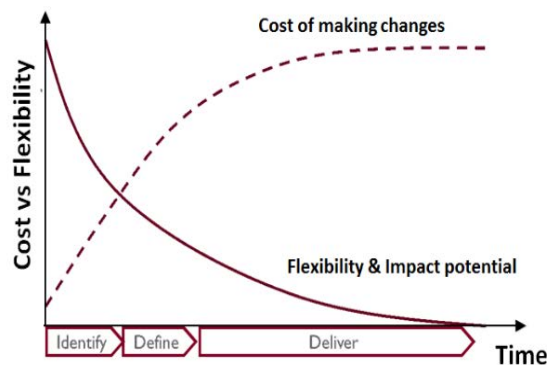 Cost of making changes
Cost vs Flexibility
Flexibility & Impact potential
Identify
Define
Deliver
Time